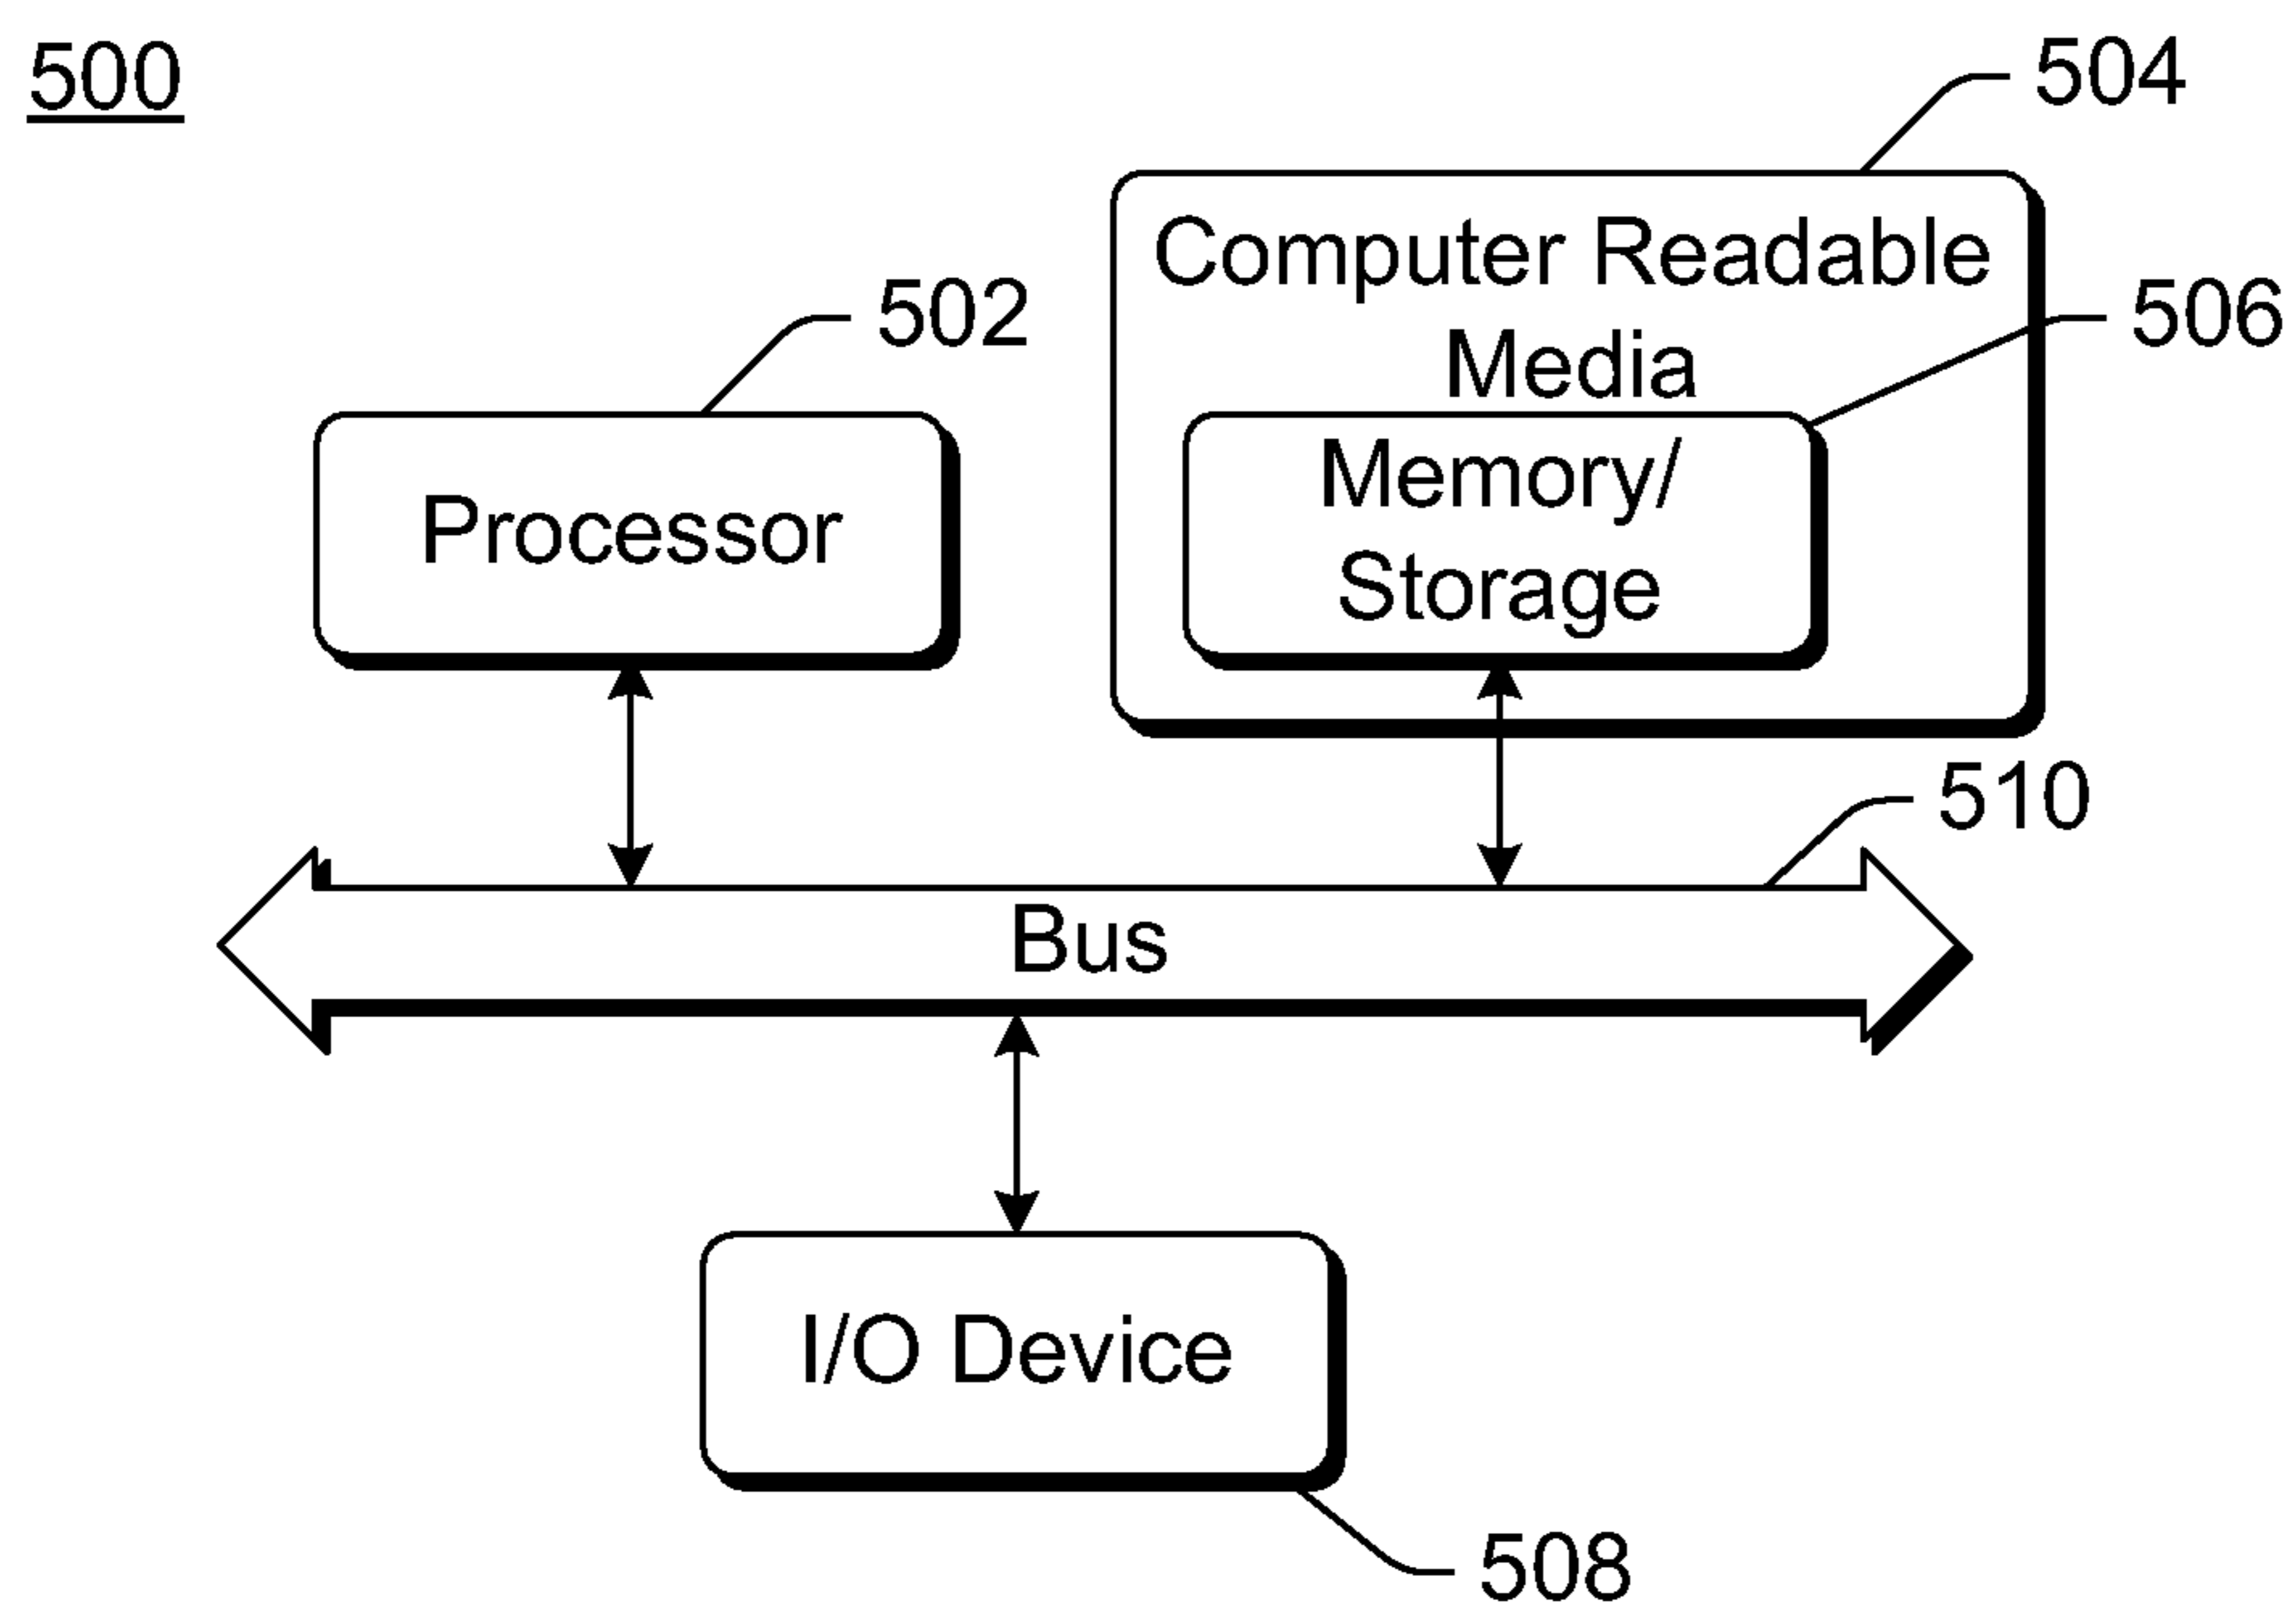 500
504
Computer Readable
Media
506
502
Processor
Memory/
Storage
510
Bus
I/O Device
508